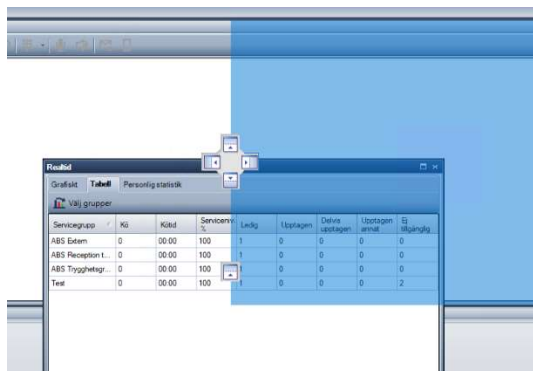 Realtid
Grafiskt Tabell Personlig statistik
Välj grupper
Servicegrupp Kö Kötid Serviceniv % Ledig Upptagen Delvis upptagen Upptagen annat Ej tillgänglig
ABS Extern 0 00:00 100 1 0 0 0 0
ABS Reception t... 0 00:00 100 1 0 0 0 0
ABS Trygghetsgr... 0 00:00 100 1 0 0 0 0
Test 0 00:00 100 1 0 0 0 2